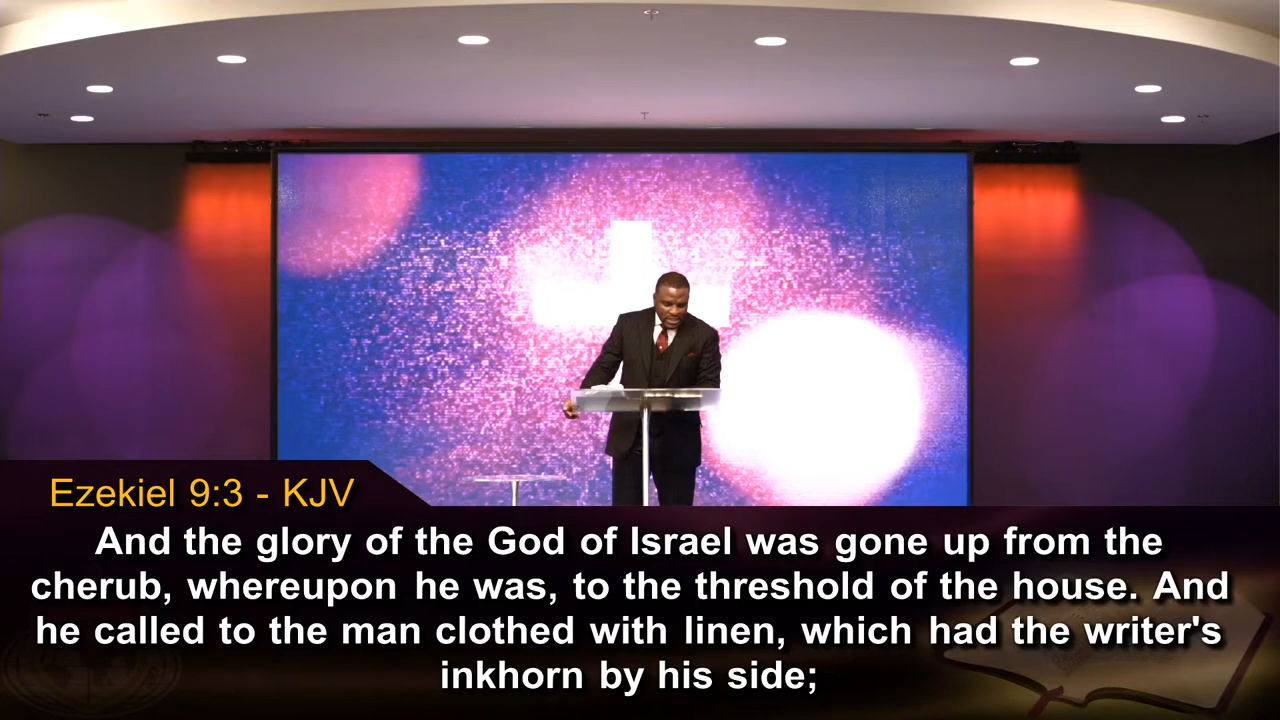 Ezekiel 9:3 - KJV
And the glory of the God of Israel was gone up from the
cherub, whereupon he was, to the threshold of the house. And
he called to the man clothed with linen, which had the writer's
inkhorn by his side;